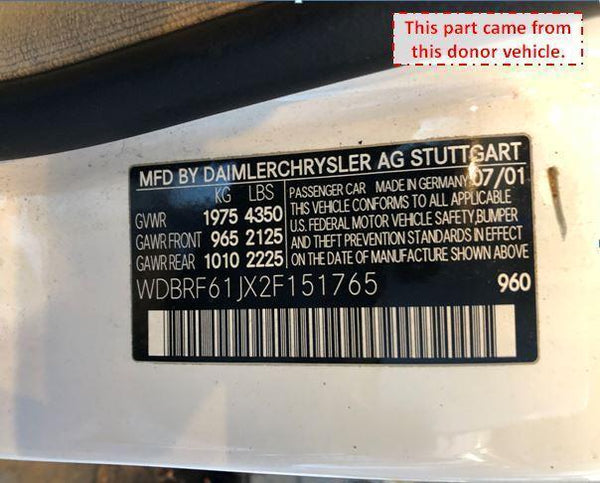 This part came from
this donor vehicle.
MFD BY DAIMLERCHRYSLER AG STUTTGART
KG LBS
GVWR 1975 4350
GAWR FRONT 965 2125
GAWR REAR 1010 2225
PASSENGER CAR MADE IN GERMANY 07/01
THIS VEHICLE CONFORMS TO ALL APPLICABLE
U.S. FEDERAL MOTOR VEHICLE SAFETY,BUMPER
AND THEFT PREVENTION STANDARDS IN EFFECT
ON THE DATE OF MANUFACTURE SHOWN ABOVE
WDBRF61JX2F151765 960